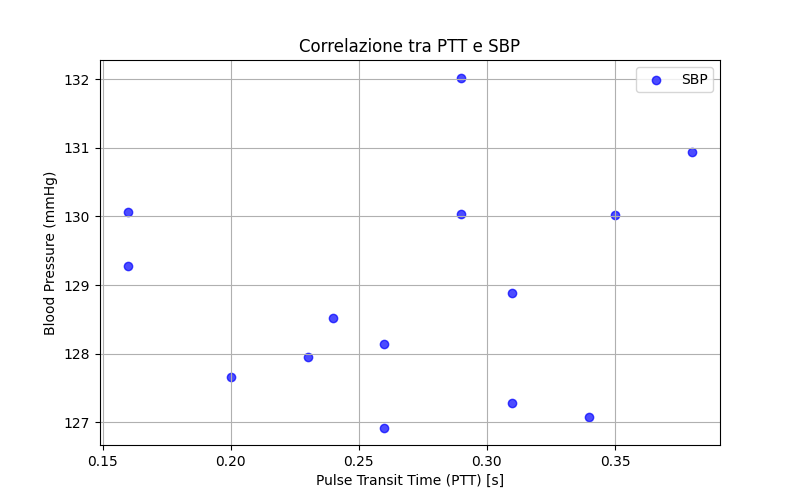 Correlazione tra PTT e SBP
SBP
132
131
130
129
128
127
Blood Pressure (mmHg)
0.15 0.20 0.25 0.30 0.35
Pulse Transit Time (PTT) [s]